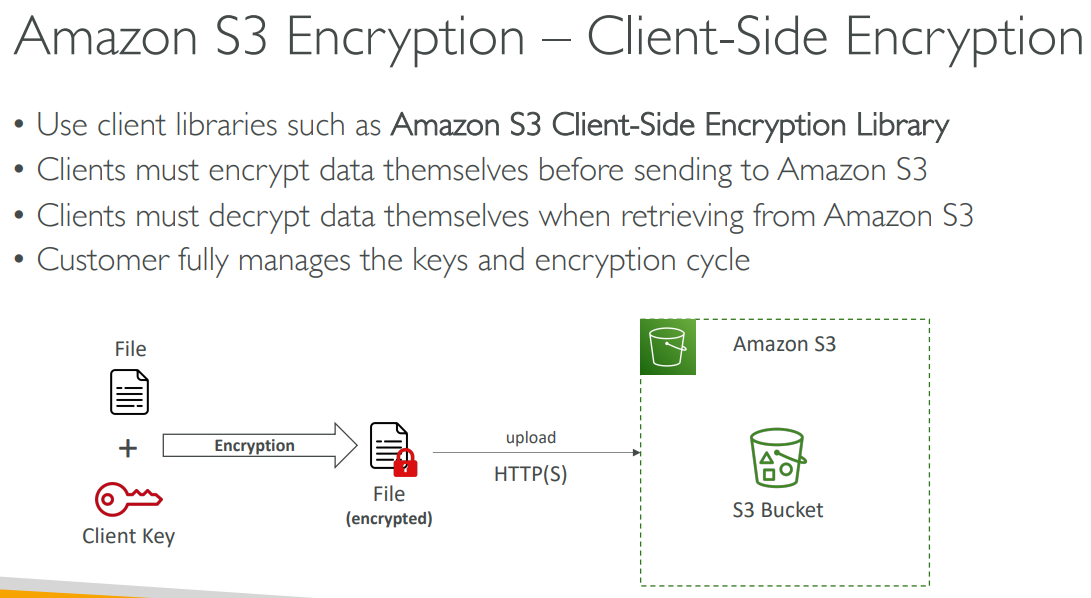 Amazon S3 Encryption – Client-Side Encryption
• Use client libraries such as Amazon S3 Client-Side Encryption Library
• Clients must encrypt data themselves before sending to Amazon S3
• Clients must decrypt data themselves when retrieving from Amazon S3
• Customer fully manages the keys and encryption cycle
File
+
Client Key
Encryption
File
(encrypted)
upload
HTTP(S)
Amazon S3
S3 Bucket